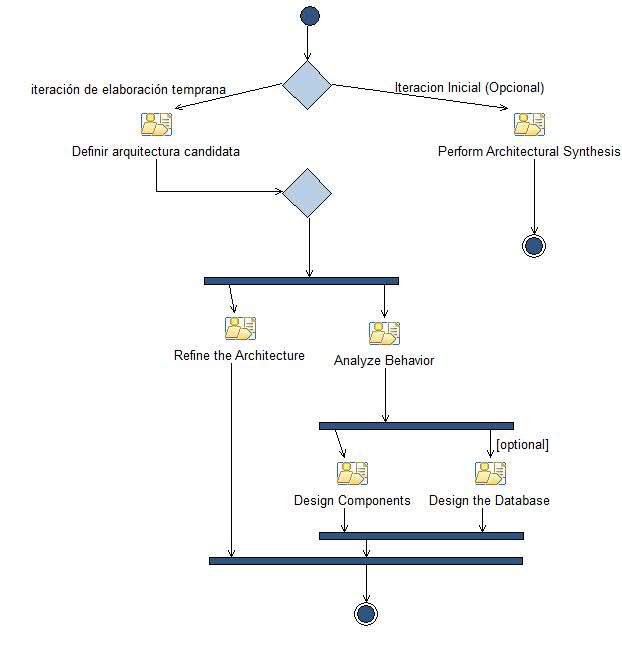 iteración de elaboración temprana
Iteracion Inicial (Opcional)
Definir arquitectura candidata
Perform Architectural Synthesis
Refine the Architecture
Analyze Behavior
[optional]
Design Components
Design the Database